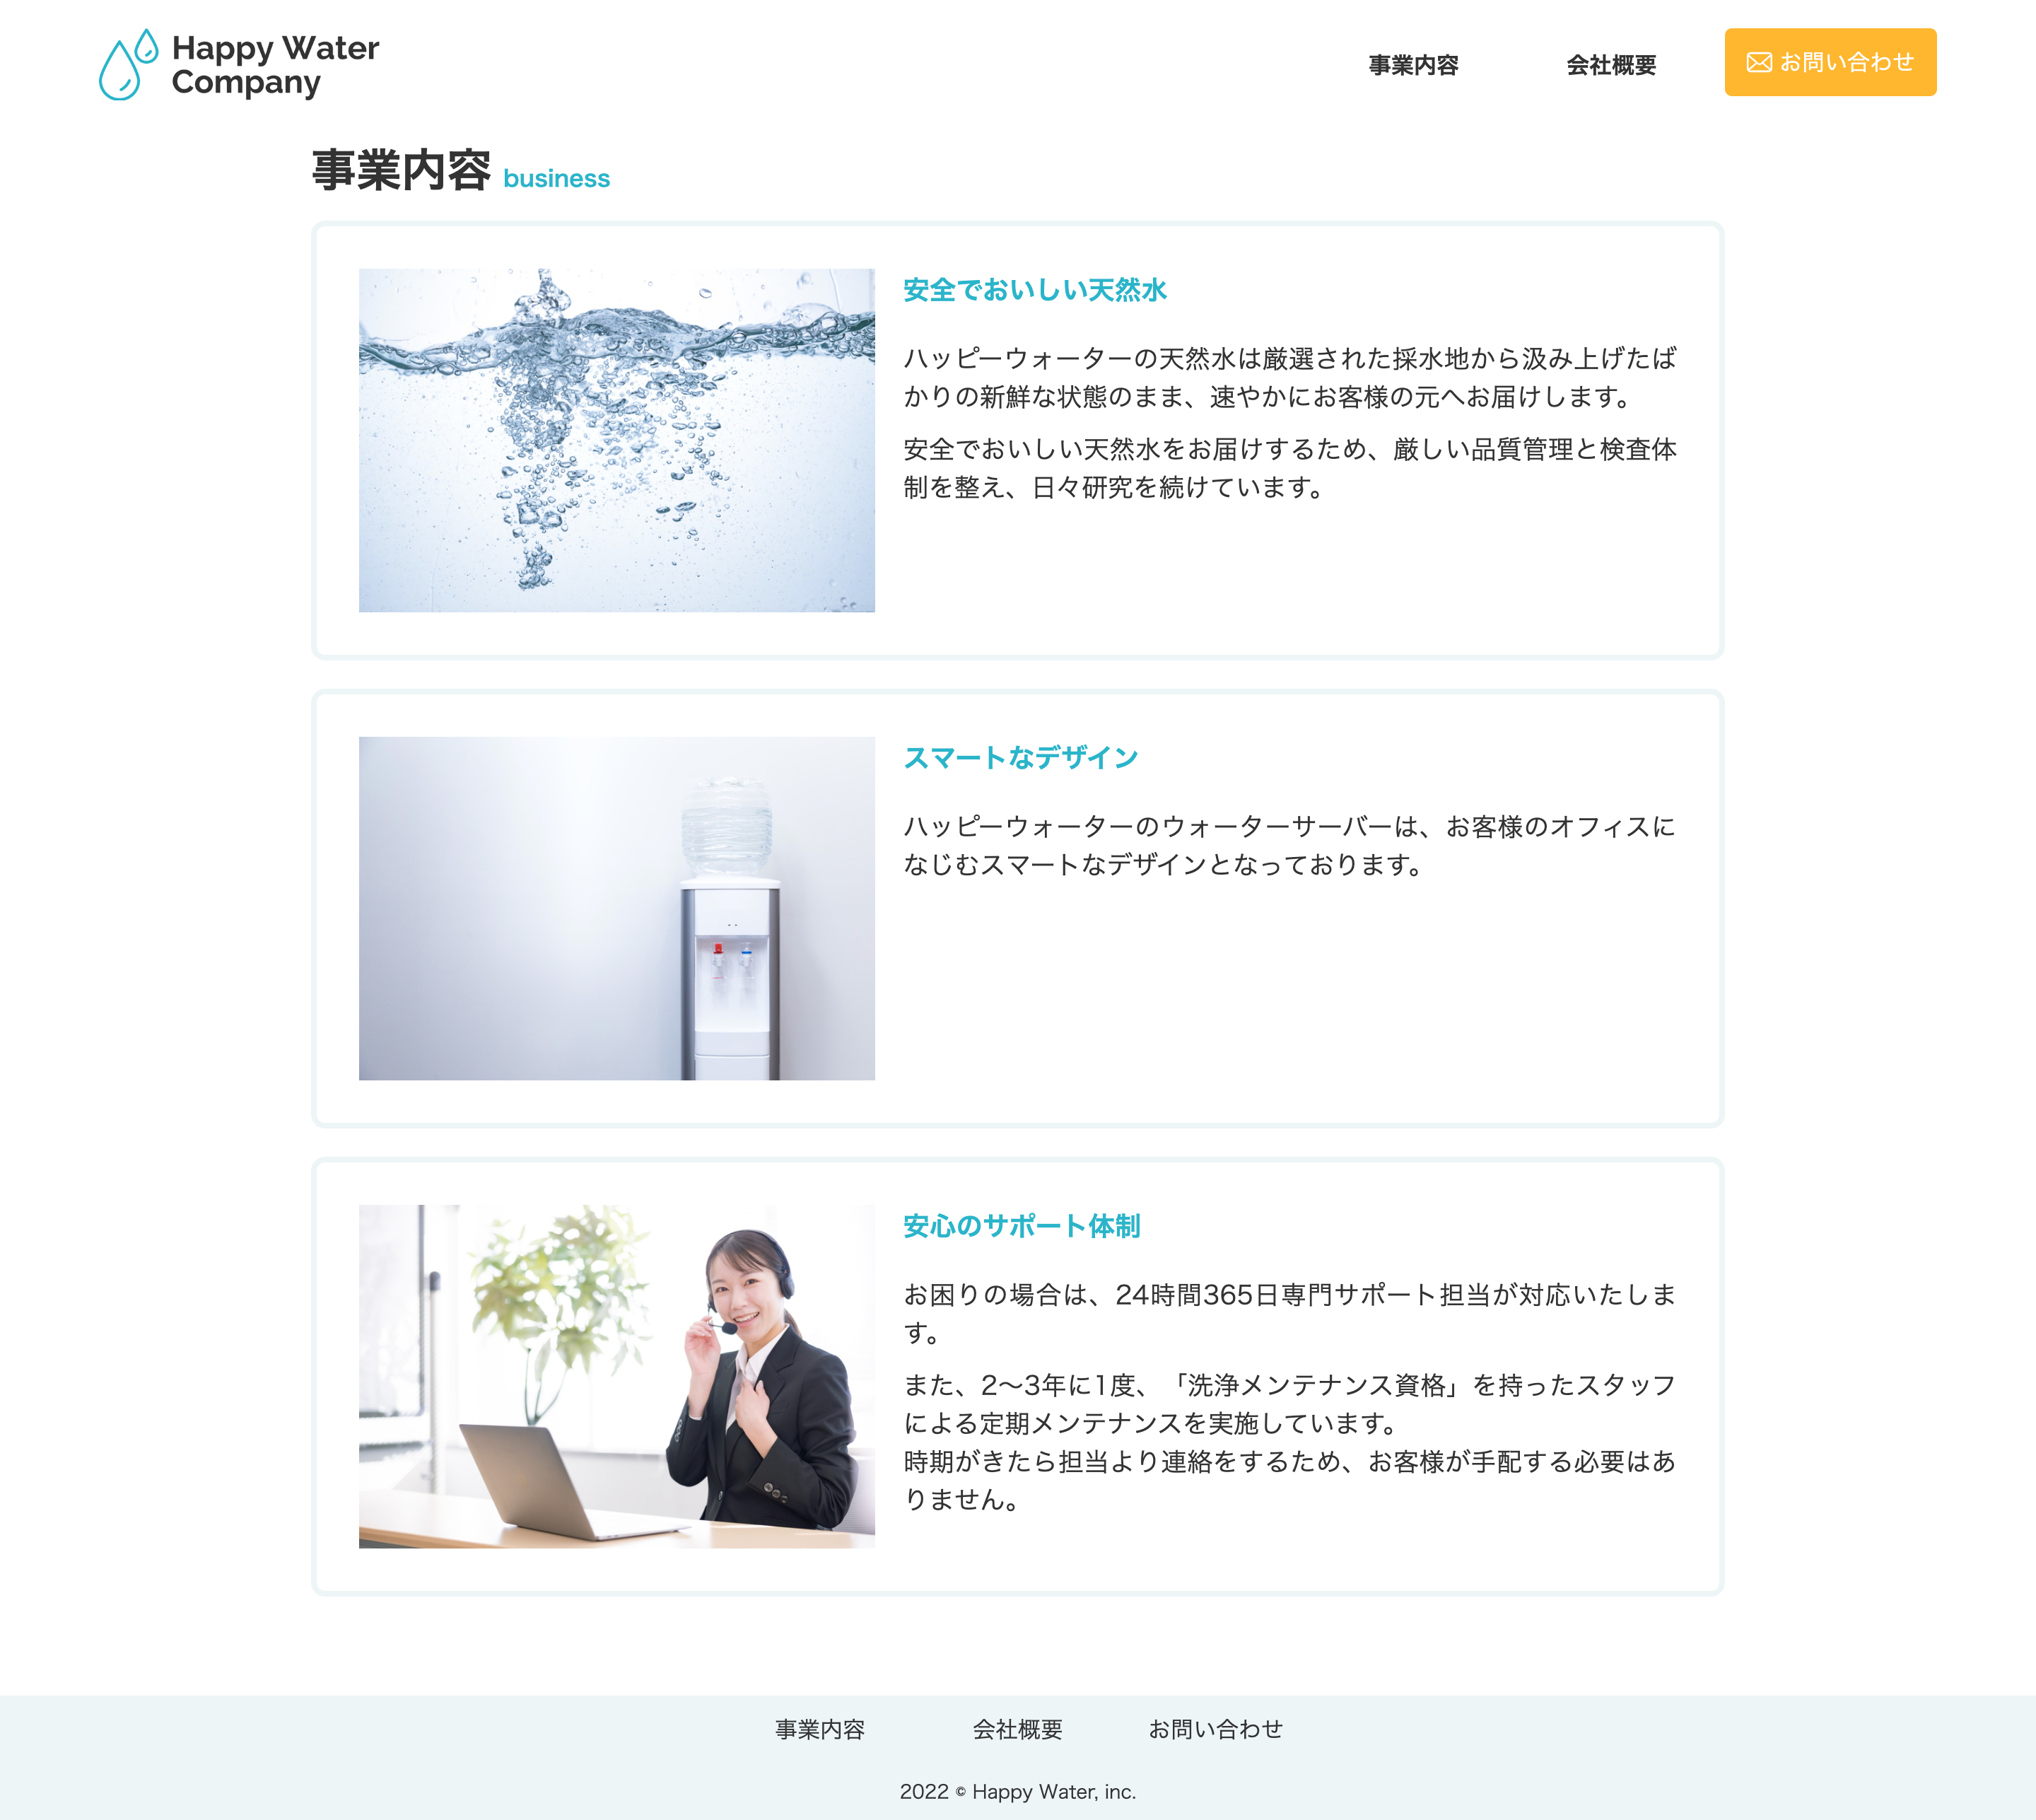 Happy Water
Company
事業内容
会社概要
お問い合わせ
事業内容 business
安全でおいしい天然水
ハッピーウォーターの天然水は厳選された採水地から汲み上げたば
かりの新鮮な状態のまま、速やかにお客様の元へお届けします。
安全でおいしい天然水をお届けするため、厳しい品質管理と検査体
制を整え、日々研究を続けています。
スマートなデザイン
ハッピーウォーターのウォーターサーバーは、お客様のオフィスに
なじむスマートなデザインとなっております。
安心のサポート体制
お困りの場合は、24時間365日専門サポート担当が対応いたしま
す。
また、2〜3年に1度、「洗浄メンテナンス資格」を持ったスタッフ
による定期メンテナンスを実施しています。
時期がきたら担当より連絡をするため、お客様が手配する必要はあ
りません。
事業内容
会社概要
お問い合わせ
2022 © Happy Water, inc.